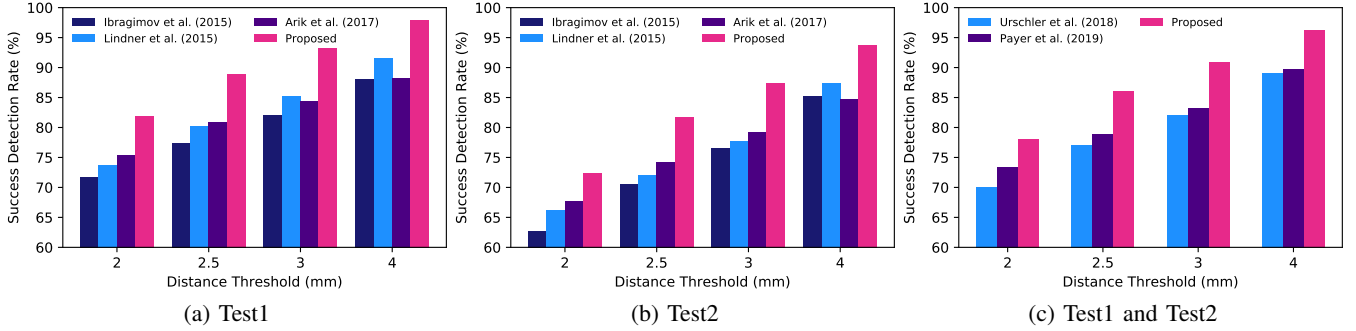 Success Detection Rate (%)
100
95
90
85
80
75
70
65
60
Ibragimov et al. (2015)
Lindner et al. (2015)
Arik et al. (2017)
Proposed
2
2.5
3
4
Distance Threshold (mm)
(a) Test1
Success Detection Rate (%)
100
95
90
85
80
75
70
65
60
Ibragimov et al. (2015)
Lindner et al. (2015)
Arik et al. (2017)
Proposed
2
2.5
3
4
Distance Threshold (mm)
(b) Test2
Success Detection Rate (%)
100
95
90
85
80
75
70
65
60
Urschler et al. (2018)
Payer et al. (2019)
Proposed
2
2.5
3
4
Distance Threshold (mm)
(c) Test1 and Test2